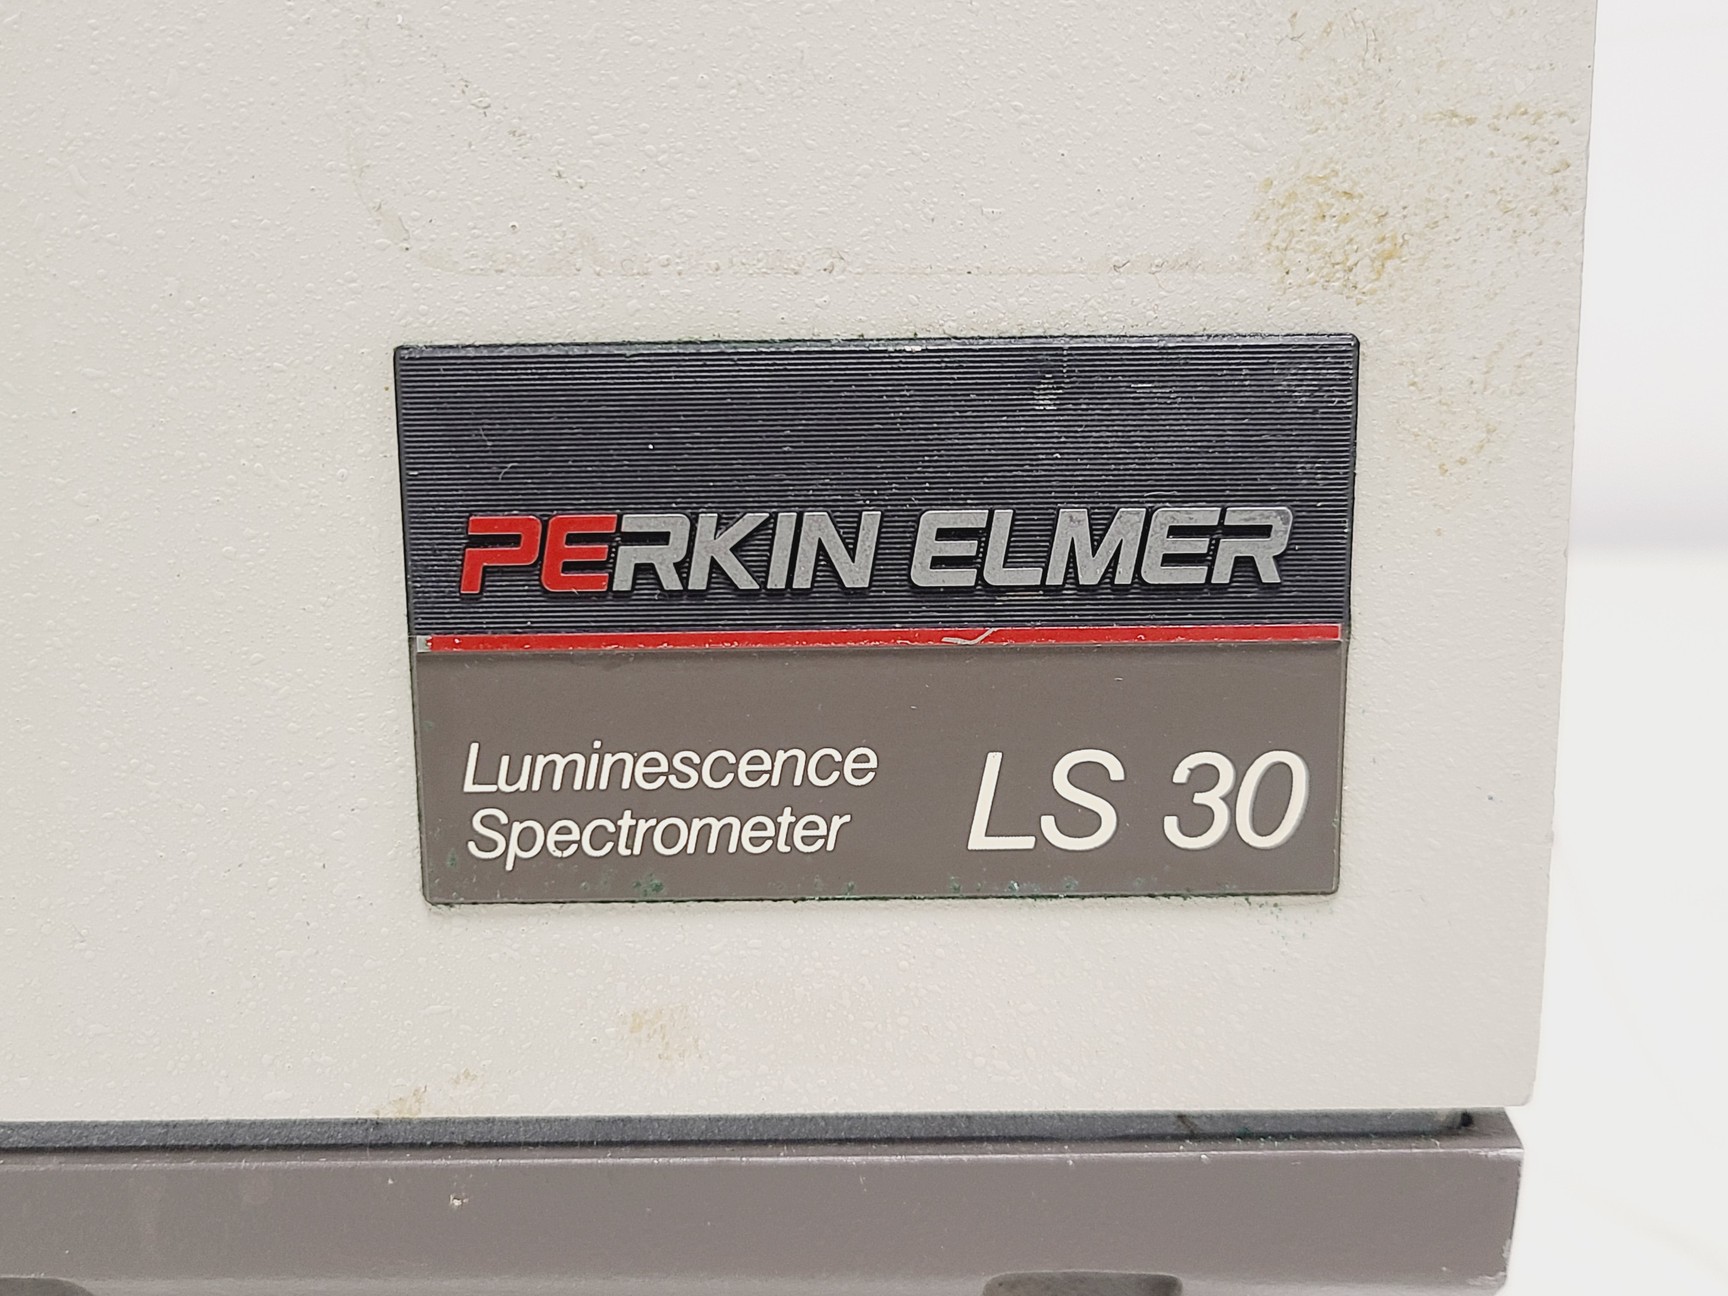 PERKIN ELMER
Luminescence
Spectrometer
LS 30